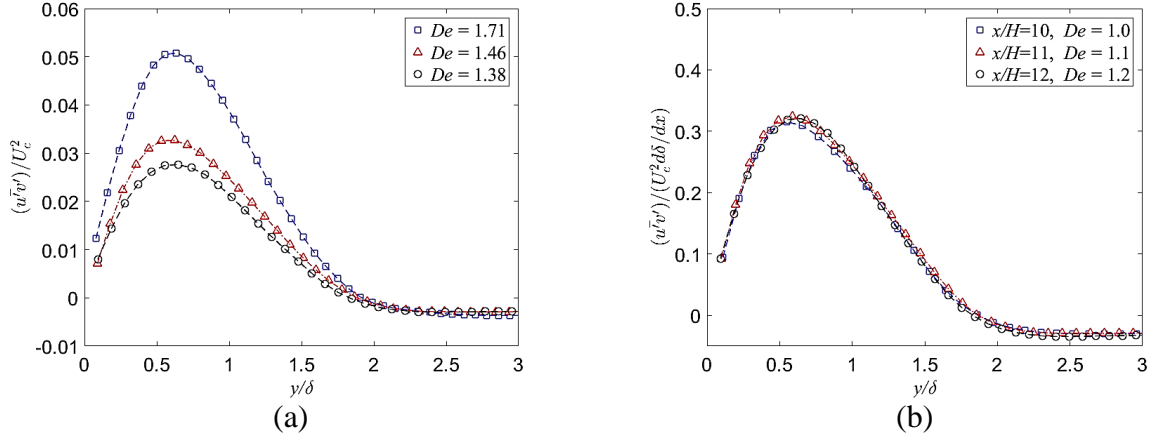 0.06
0.05
0.04
0.03
0.02
0.01
0
-0.01
(u̅'v')/U_c^2
De = 1.71
De = 1.46
De = 1.38
0 0.5 1 1.5 2 2.5 3
y/δ
(a)
0.5
0.4
0.3
0.2
0.1
0
(u̅'v')/(U_c^2dδ/dx)
x/H=10, De = 1.0
x/H=11, De = 1.1
x/H=12, De = 1.2
0 0.5 1 1.5 2 2.5 3
y/δ
(b)